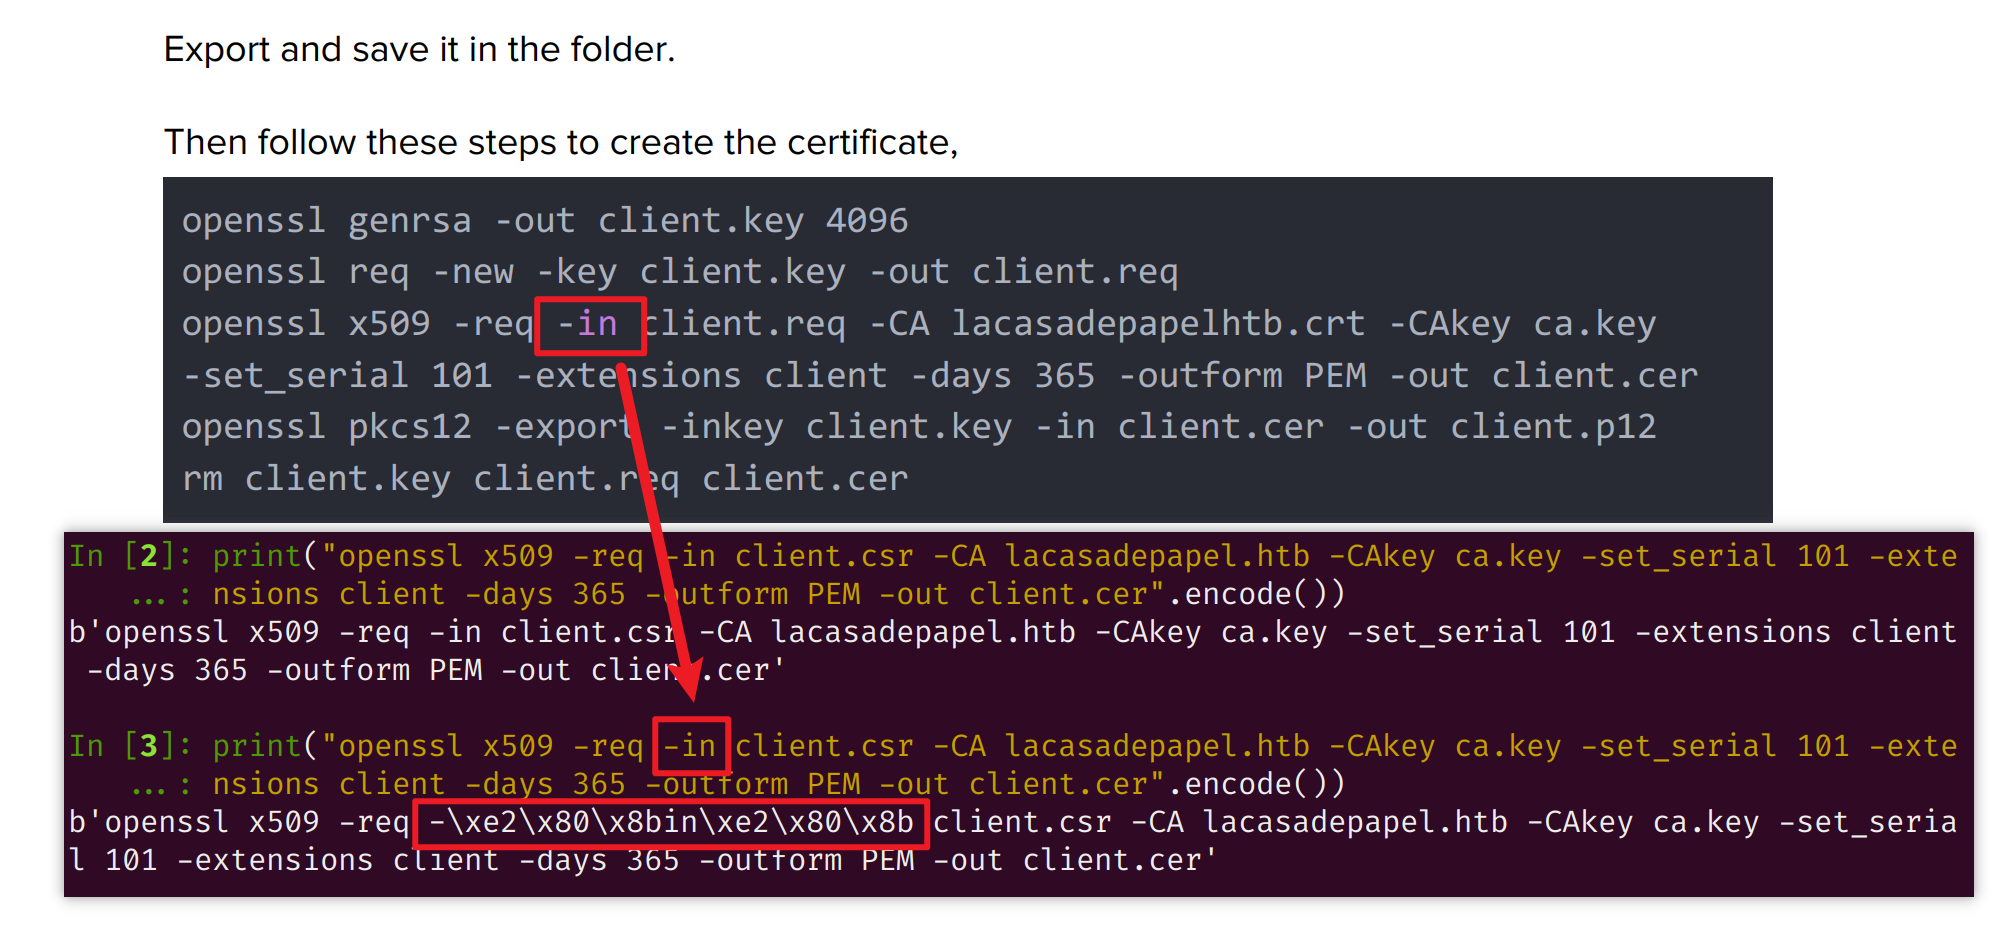 Export and save it in the folder.
Then follow these steps to create the certificate,
openssl genrsa -out client.key 4096
openssl req -new -key client.key -out client.req
openssl x509 -req -in client.req -CA lacasadepapelhtb.crt -CAkey ca.key
-set_serial 101 -extensions client -days 365 -outform PEM -out client.cer
openssl pkcs12 -export -inkey client.key -in client.cer -out client.p12
rm client.key client.req client.cer
In [2]: print("openssl x509 -req -in client.csr -CA lacasadepapel.htb -CAkey ca.key -set_serial 101 -exte
...: nsions client -days 365 -outform PEM -out client.cer".encode())
b'openssl x509 -req -in client.csr -CA lacasadepapel.htb -CAkey ca.key -set_serial 101 -extensions client
-days 365 -outform PEM -out client.cer'
In [3]: print("openssl x509 -req -in client.csr -CA lacasadepapel.htb -CAkey ca.key -set_serial 101 -exte
...: nsions client -days 365 -outform PEM -out client.cer".encode())
b'openssl x509 -req -\xe2\x80\x8bin\xe2\x80\x8b client.csr -CA lacasadepapel.htb -CAkey ca.key -set_seria
l 101 -extensions client -days 365 -outform PEM -out client.cer'